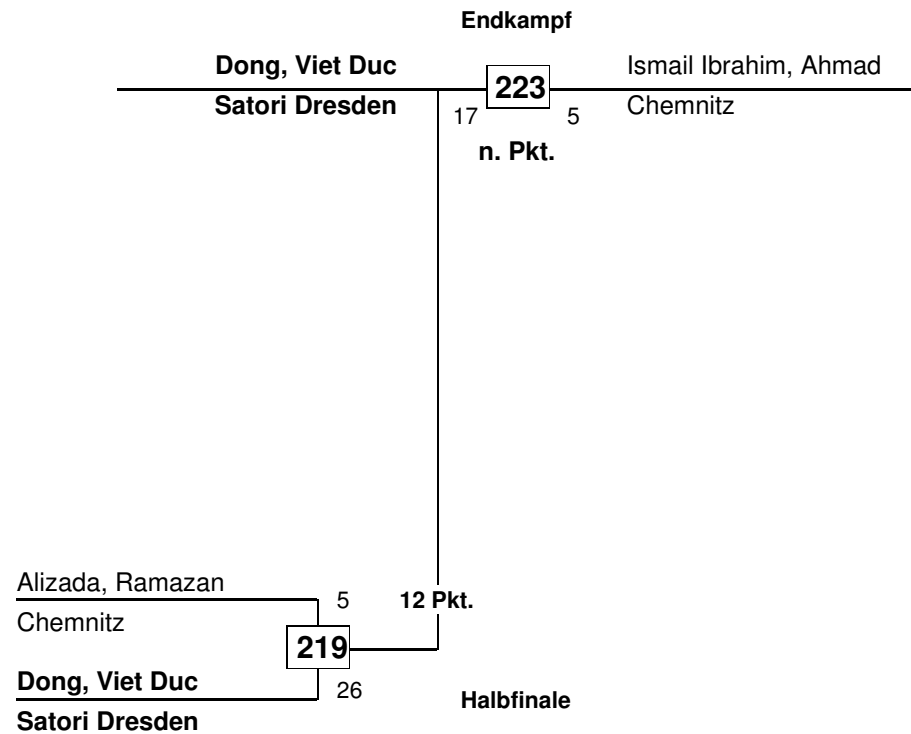 Endkampf
Dong, Viet Duc
Satori Dresden
223
Ismail Ibrahim, Ahmad
Chemnitz
17
5
n. Pkt.
Alizada, Ramazan
Chemnitz
5
12 Pkt.
219
Dong, Viet Duc
Satori Dresden
26
Halbfinale